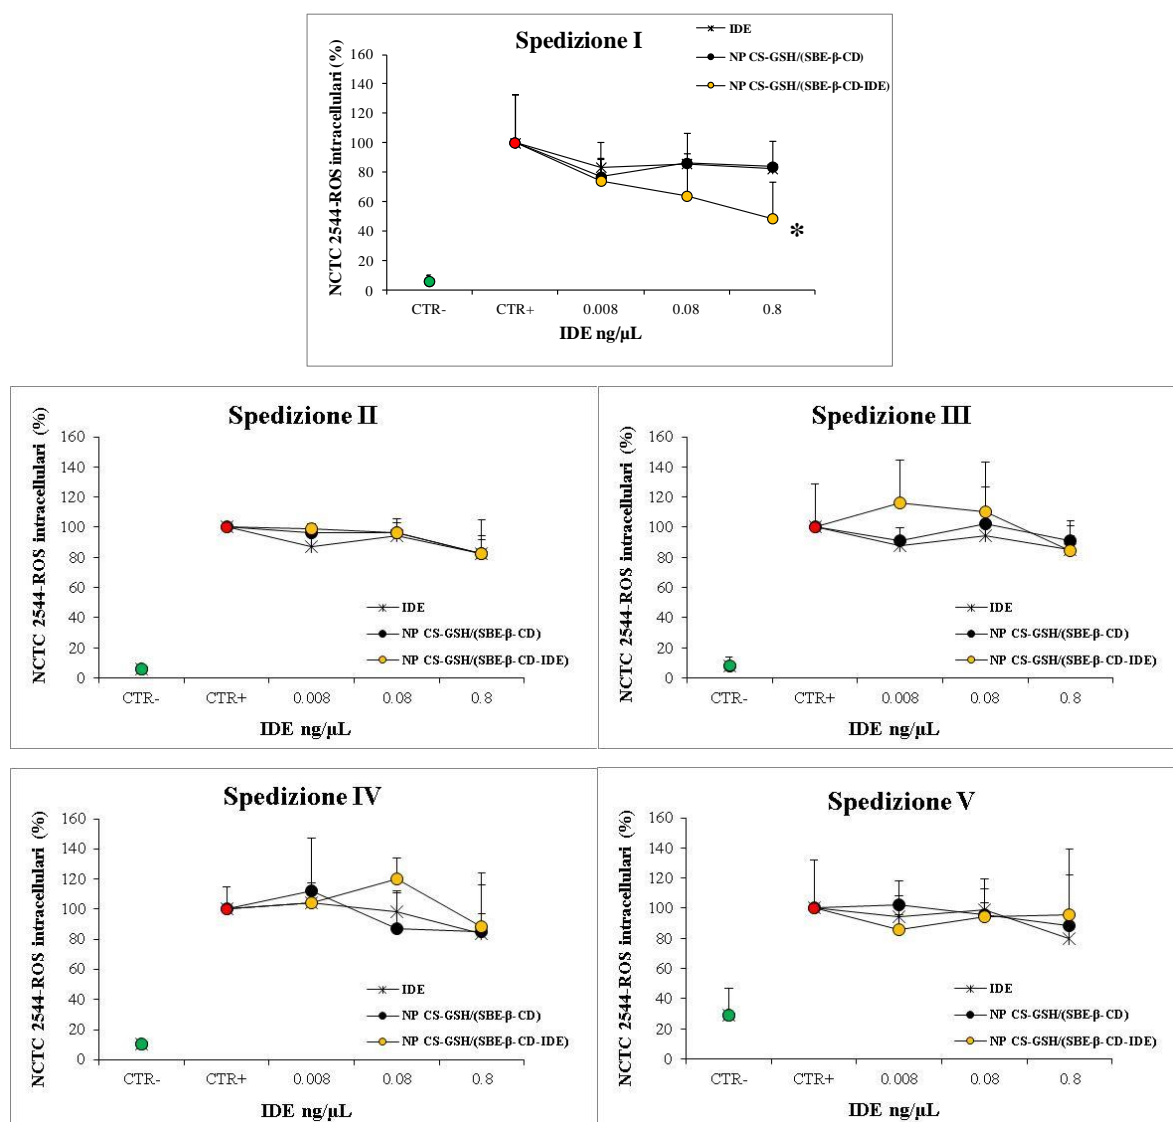 Spedizione I
IDE
NP CS-GSH/(SBE-β-CD)
NP CS-GSH/(SBE-β-CD-IDE)
NCTC 2544-ROS intracellulari (%)
160
140
120
100
80
60
40
20
0
*
CTR- CTR+ 0.008 0.08 0.8
IDE ng/µL
Spedizione II
NCTC 2544-ROS intracellulari (%)
160
140
120
100
80
60
40
20
0
IDE
NP CS-GSH/(SBE-β-CD)
NP CS-GSH/(SBE-β-CD-IDE)
CTR- CTR+ 0.008 0.08 0.8
IDE ng/µL
Spedizione III
NCTC 2544-ROS intracellulari (%)
160
140
120
100
80
60
40
20
0
IDE
NP CS-GSH/(SBE-β-CD)
NP CS-GSH/(SBE-β-CD-IDE)
CTR- CTR+ 0.008 0.08 0.8
IDE ng/µL
Spedizione IV
NCTC 2544-ROS intracellulari (%)
160
140
120
100
80
60
40
20
0
IDE
NP CS-GSH/(SBE-β-CD)
NP CS-GSH/(SBE-β-CD-IDE)
CTR- CTR+ 0.008 0.08 0.8
IDE ng/µL
Spedizione V
NCTC 2544-ROS intracellulari (%)
160
140
120
100
80
60
40
20
0
IDE
NP CS-GSH/(SBE-β-CD)
NP CS-GSH/(SBE-β-CD-IDE)
CTR- CTR+ 0.008 0.08 0.8
IDE ng/µL